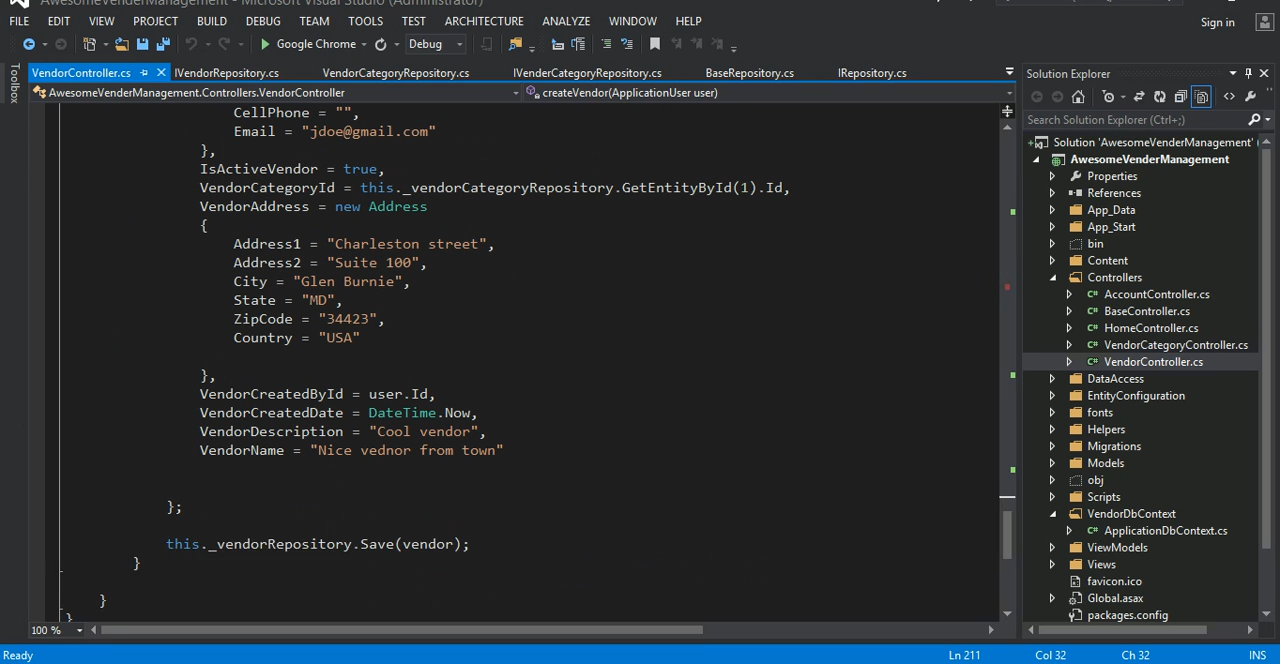 AwesomeVenderManagement - Microsoft Visual Studio (Administrator)
FILE EDIT VIEW PROJECT BUILD DEBUG TEAM TOOLS TEST ARCHITECTURE ANALYZE WINDOW HELP
Sign in
Google Chrome
Debug
Toolbox
VendorController.cs IVendorRepository.cs VendorCategoryRepository.cs IVenderCategoryRepository.cs BaseRepository.cs IRepository.cs
AwesomeVenderManagement.Controllers.VendorController
createVendor(ApplicationUser user)
CellPhone = "",
Email = "jdoe@gmail.com"
},
IsActiveVendor = true,
VendorCategoryId = this._vendorCategoryRepository.GetEntityById(1).Id,
VendorAddress = new Address
{
Address1 = "Charleston street",
Address2 = "Suite 100",
City = "Glen Burnie",
State = "MD",
ZipCode = "34423",
Country = "USA"
},
VendorCreatedById = user.Id,
VendorCreatedDate = DateTime.Now,
VendorDescription = "Cool vendor",
VendorName = "Nice vednor from town"
};
this._vendorRepository.Save(vendor);
}
}
}
100 %
Solution Explorer
Search Solution Explorer (Ctrl+;)
Solution 'AwesomeVenderManagement' (
AwesomeVenderManagement
Properties
References
App_Data
App_Start
bin
Content
Controllers
C# AccountController.cs
C# BaseController.cs
C# HomeController.cs
C# VendorCategoryController.cs
C# VendorController.cs
DataAccess
EntityConfiguration
fonts
Helpers
Migrations
Models
obj
Scripts
VendorDbContext
C# ApplicationDbContext.cs
ViewModels
Views
favicon.ico
Global.asax
packages.config
Ready
Ln 211 Col 32 Ch 32 INS